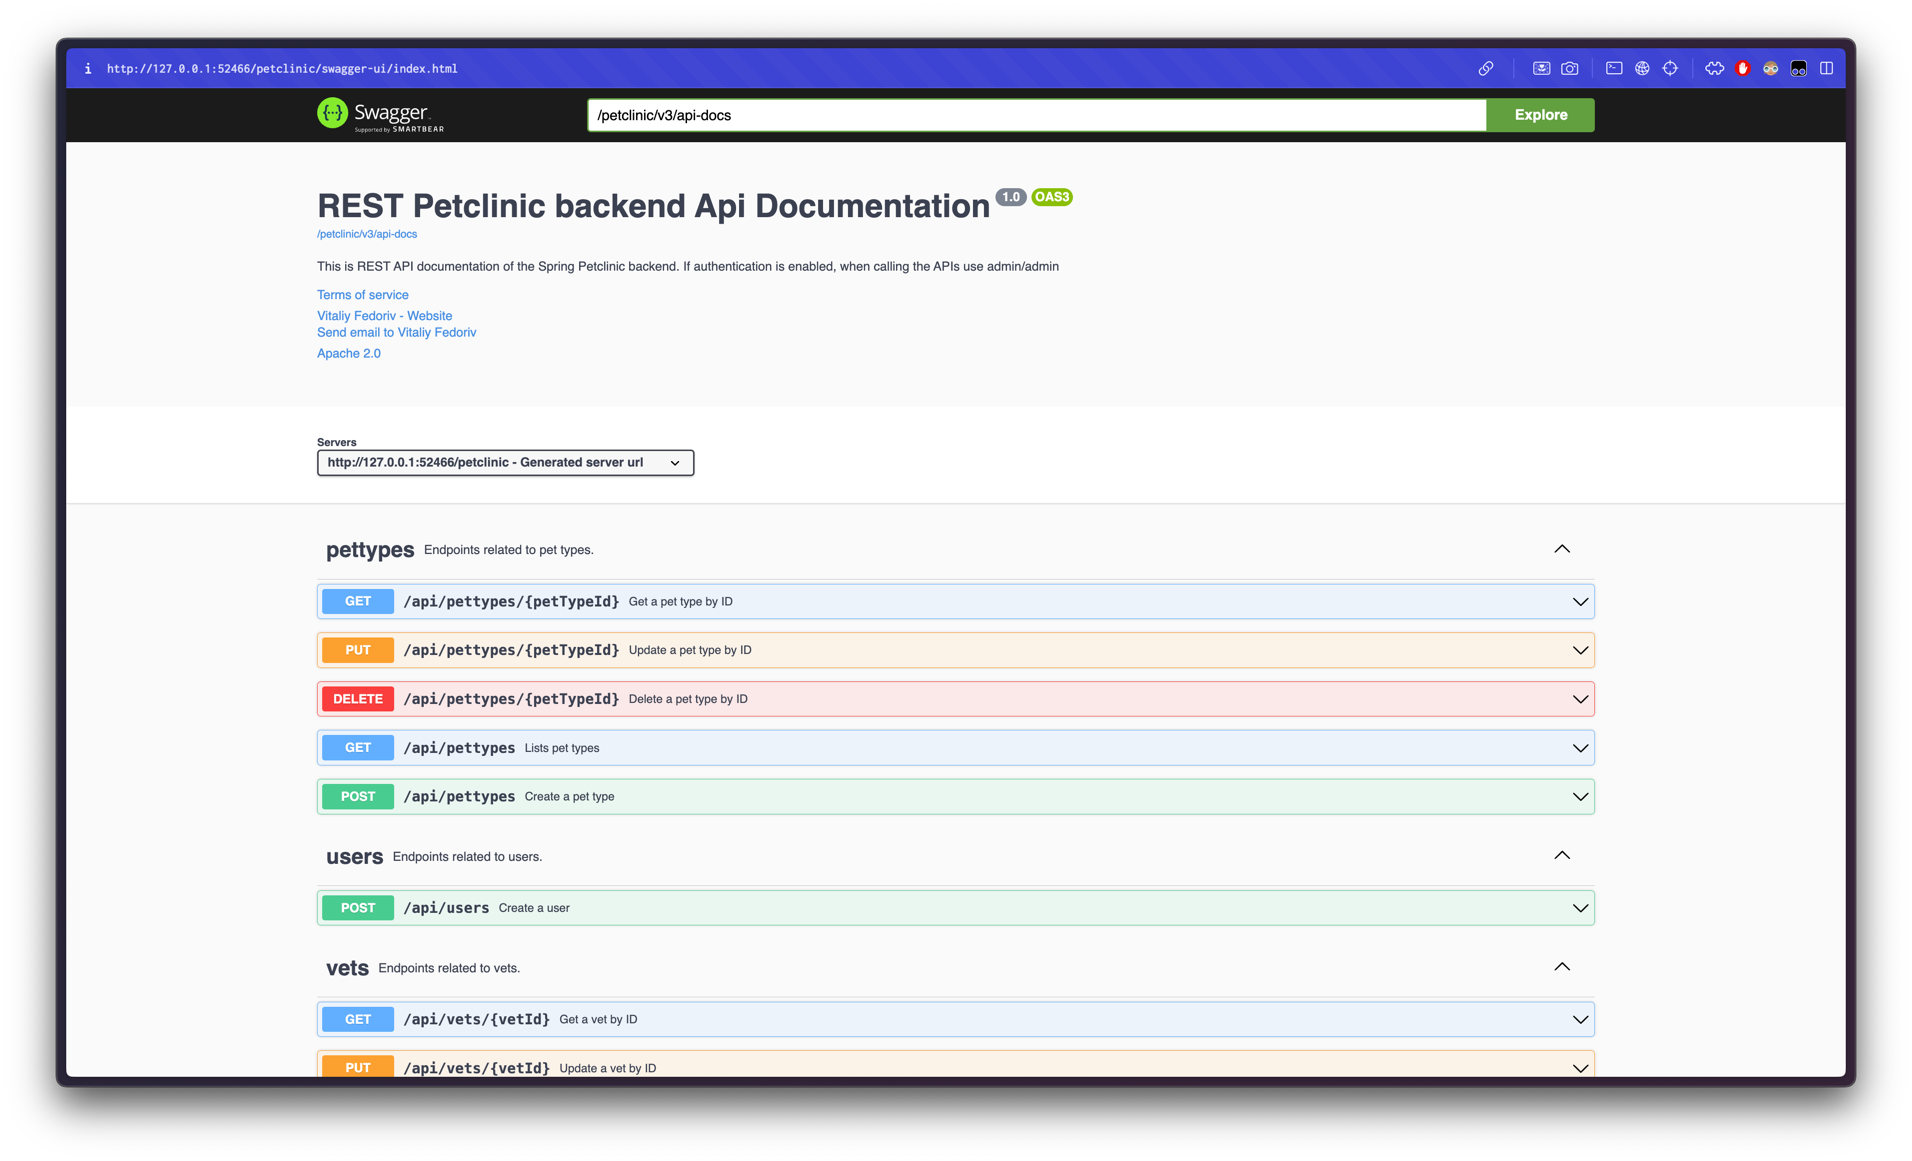 i http://127.0.0.1:52466/petclinic/swagger-ui/index.html
{···} Swagger.
Supported by SMARTBEAR
/petclinic/v3/api-docs
Explore
REST Petclinic backend Api Documentation 1.0 OAS3
/petclinic/v3/api-docs
This is REST API documentation of the Spring Petclinic backend. If authentication is enabled, when calling the APIs use admin/admin
Terms of service
Vitaliy Fedoriv - Website
Send email to Vitaliy Fedoriv
Apache 2.0
Servers
http://127.0.0.1:52466/petclinic - Generated server url
pettypes Endpoints related to pet types.
GET /api/pettypes/{petTypeId} Get a pet type by ID
PUT /api/pettypes/{petTypeId} Update a pet type by ID
DELETE /api/pettypes/{petTypeId} Delete a pet type by ID
GET /api/pettypes Lists pet types
POST /api/pettypes Create a pet type
users Endpoints related to users.
POST /api/users Create a user
vets Endpoints related to vets.
GET /api/vets/{vetId} Get a vet by ID
PUT /api/vets/{vetId} Update a vet by ID